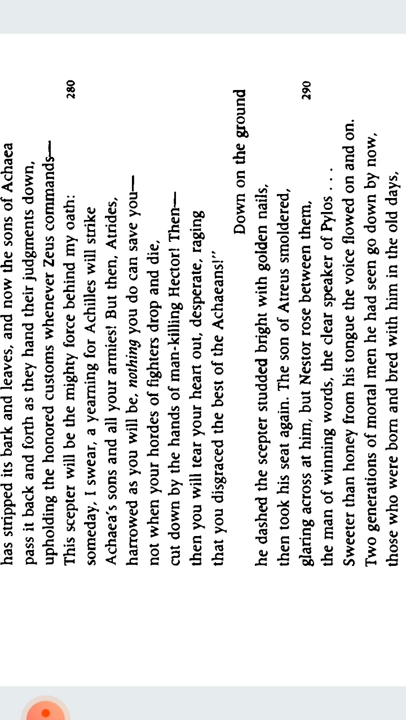 has stripped its bark and leaves, and now the sons of Achaea
pass it back and forth as they hand their judgments down,
upholding the honored customs whenever Zeus commands—
This scepter will be the mighty force behind my oath: 280
someday, I swear, a yearning for Achilles will strike
Achaea's sons and all your armies! But then, Atrides,
harrowed as you will be, nothing you do can save you—
not when your hordes of fighters drop and die,
cut down by the hands of man-killing Hector! Then—
then you will tear your heart out, desperate, raging
that you disgraced the best of the Achaeans!"
Down on the ground
he dashed the scepter studded bright with golden nails,
then took his seat again. The son of Atreus smoldered,
glaring across at him, but Nestor rose between them, 290
the man of winning words, the clear speaker of Pylos . . .
Sweeter than honey from his tongue the voice flowed on and on.
Two generations of mortal men he had seen go down by now,
those who were born and bred with him in the old days,